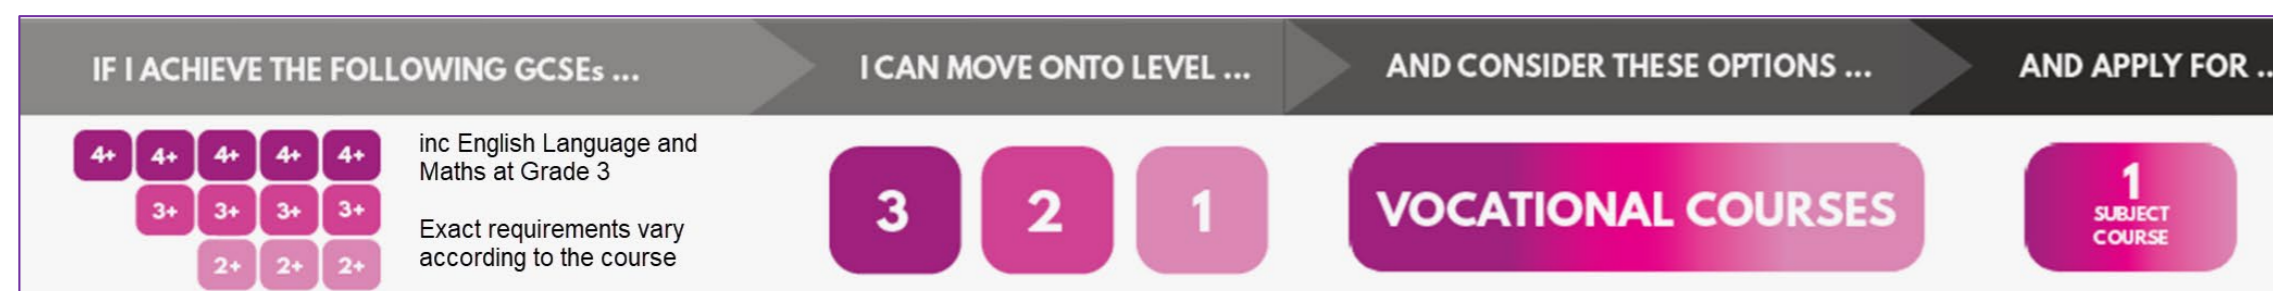 IF I ACHIEVE THE FOLLOWING GCSEs ...
I CAN MOVE ONTO LEVEL ...
AND CONSIDER THESE OPTIONS ...
AND APPLY FOR ..
4+ 4+ 4+ 4+ 4+
3+ 3+ 3+ 3+
2+ 2+ 2+
inc English Language and
Maths at Grade 3
Exact requirements vary
according to the course
3 2 1
VOCATIONAL COURSES
1
SUBJECT
COURSE